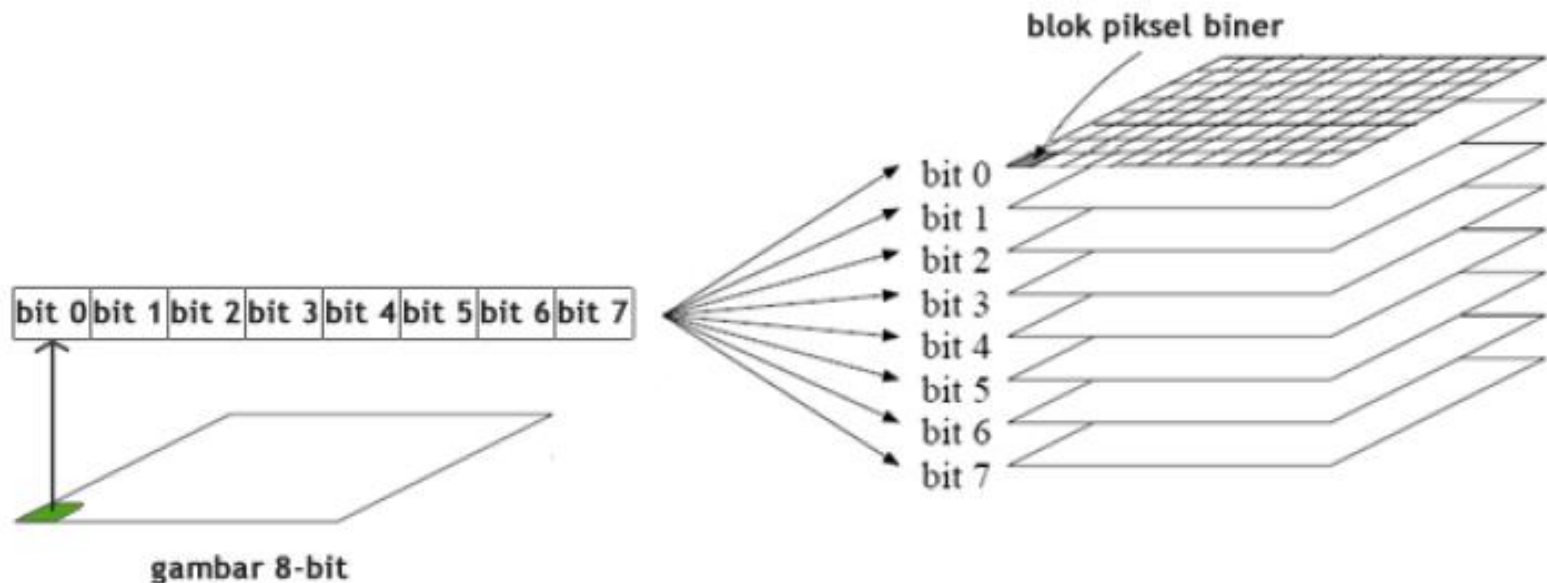 blok piksel biner
bit 0
bit 1
bit 2
bit 3
bit 4
bit 5
bit 6
bit 7
bit 0 bit 1 bit 2 bit 3 bit 4 bit 5 bit 6 bit 7
gambar 8-bit